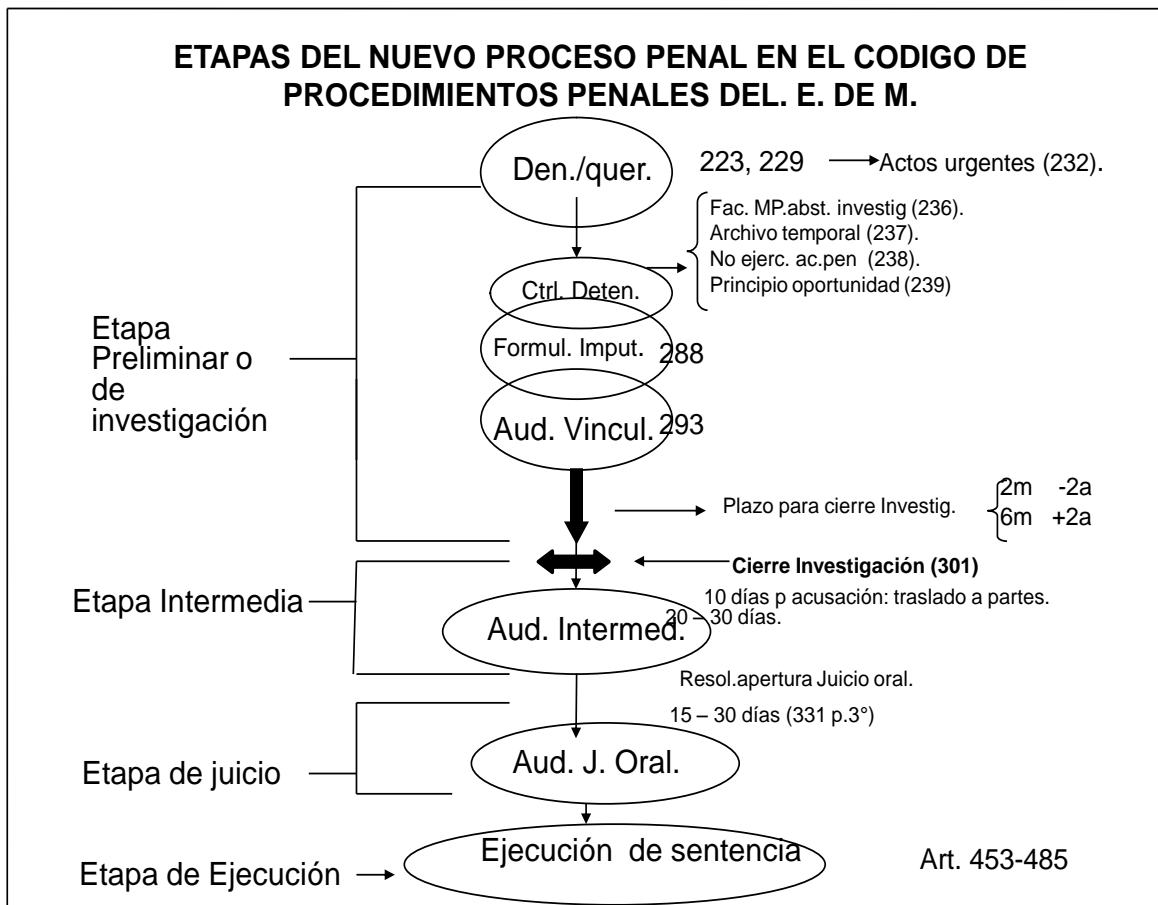 ETAPAS DEL NUEVO PROCESO PENAL EN EL CODIGO DE
PROCEDIMIENTOS PENALES DEL. E. DE M.
Den./quer.
223, 229
Actos urgentes (232).
Fac. MP.abst. investig (236).
Archivo temporal (237).
No ejerc. ac.pen (238).
Principio oportunidad (239)
Ctrl. Deten.
Etapa
Preliminar o
de
investigación
Formul. Imput.
288
Aud. Vincul.
293
Plazo para cierre Investig.
2m -2a
6m +2a
Cierre Investigación (301)
Etapa Intermedia
10 días p acusación: traslado a partes.
20 – 30 días.
Aud. Intermed.
Resol.apertura Juicio oral.
15 – 30 días (331 p.3°)
Etapa de juicio
Aud. J. Oral.
Etapa de Ejecución
Ejecución de sentencia
Art. 453-485